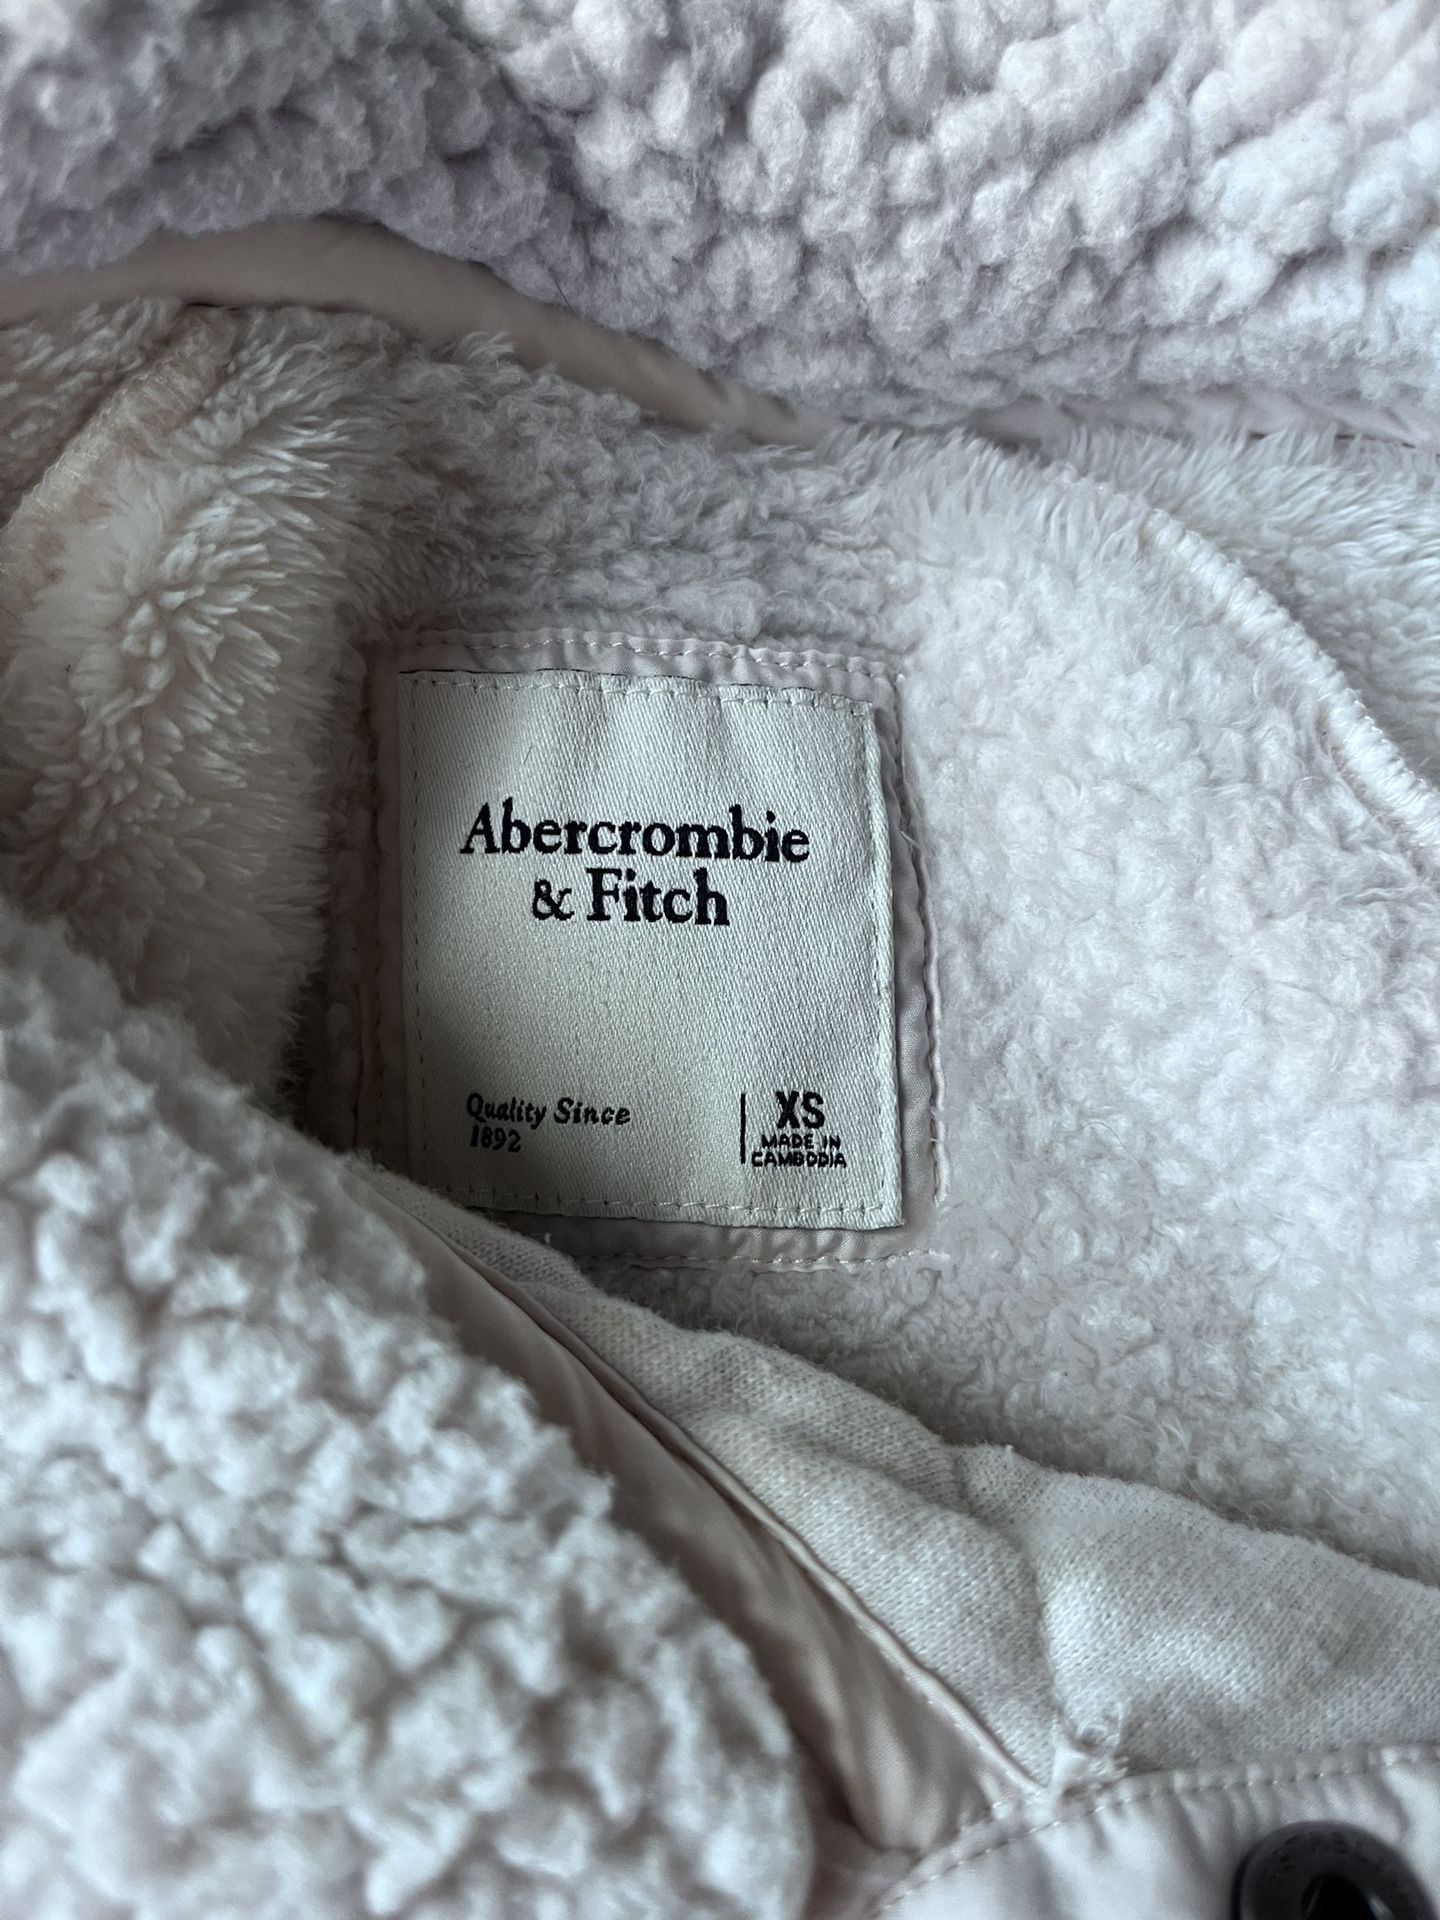 Abercrombie
& Fitch
Quality Since
1892
XS
MADE IN
CAMBODIA